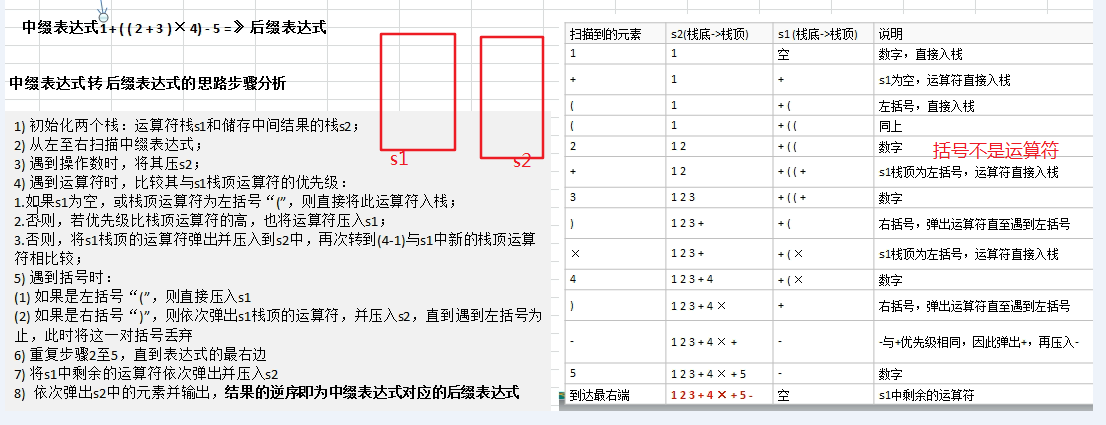 中缀表达式1 + ( ( 2 + 3 )× 4) - 5 =》后缀表达式
中缀表达式 转 后缀表达式的思路步骤分析
s1
s2
1) 初始化两个栈：运算符栈s1和储存中间结果的栈s2；
2) 从左至右扫描中缀表达式；
3) 遇到操作数时，将其压s2；
4) 遇到运算符时，比较其与s1栈顶运算符的优先级：
1.如果s1为空，或栈顶运算符为左括号“(”，则直接将此运算符入栈；
2.否则，若优先级比栈顶运算符的高，也将运算符压入s1；
3.否则，将s1栈顶的运算符弹出并压入到s2中，再次转到(4-1)与s1中新的栈顶运算
符相比较；
5) 遇到括号时：
(1) 如果是左括号“(”，则直接压入s1
(2) 如果是右括号“)”，则依次弹出s1栈顶的运算符，并压入s2，直到遇到左括号为
止，此时将这一对括号丢弃
6) 重复步骤2至5，直到表达式的最右边
7) 将s1中剩余的运算符依次弹出并压入s2
8) 依次弹出s2中的元素并输出，结果的逆序即为中缀表达式对应的后缀表达式
扫描到的元素 s2(栈底->栈顶) s1 (栈底->栈顶) 说明
1 1 空 数字，直接入栈
+ 1 + s1为空，运算符直接入栈
( 1 + ( 左括号，直接入栈
( 1 + ( ( 同上
2 1 2 + ( ( 数字
括号不是运算符
+ 1 2 + ( ( + s1栈顶为左括号，运算符直接入栈
3 1 2 3 + ( ( + 数字
) 1 2 3 + + ( 右括号，弹出运算符直至遇到左括号
× 1 2 3 + + ( × s1栈顶为左括号，运算符直接入栈
4 1 2 3 + 4 + ( × 数字
) 1 2 3 + 4 × + 右括号，弹出运算符直至遇到左括号
- 1 2 3 + 4 × + - -与+优先级相同，因此弹出+，再压入-
5 1 2 3 + 4 × + 5 - 数字
到达最右端 1 2 3 + 4 × + 5 - 空 s1中剩余的运算符